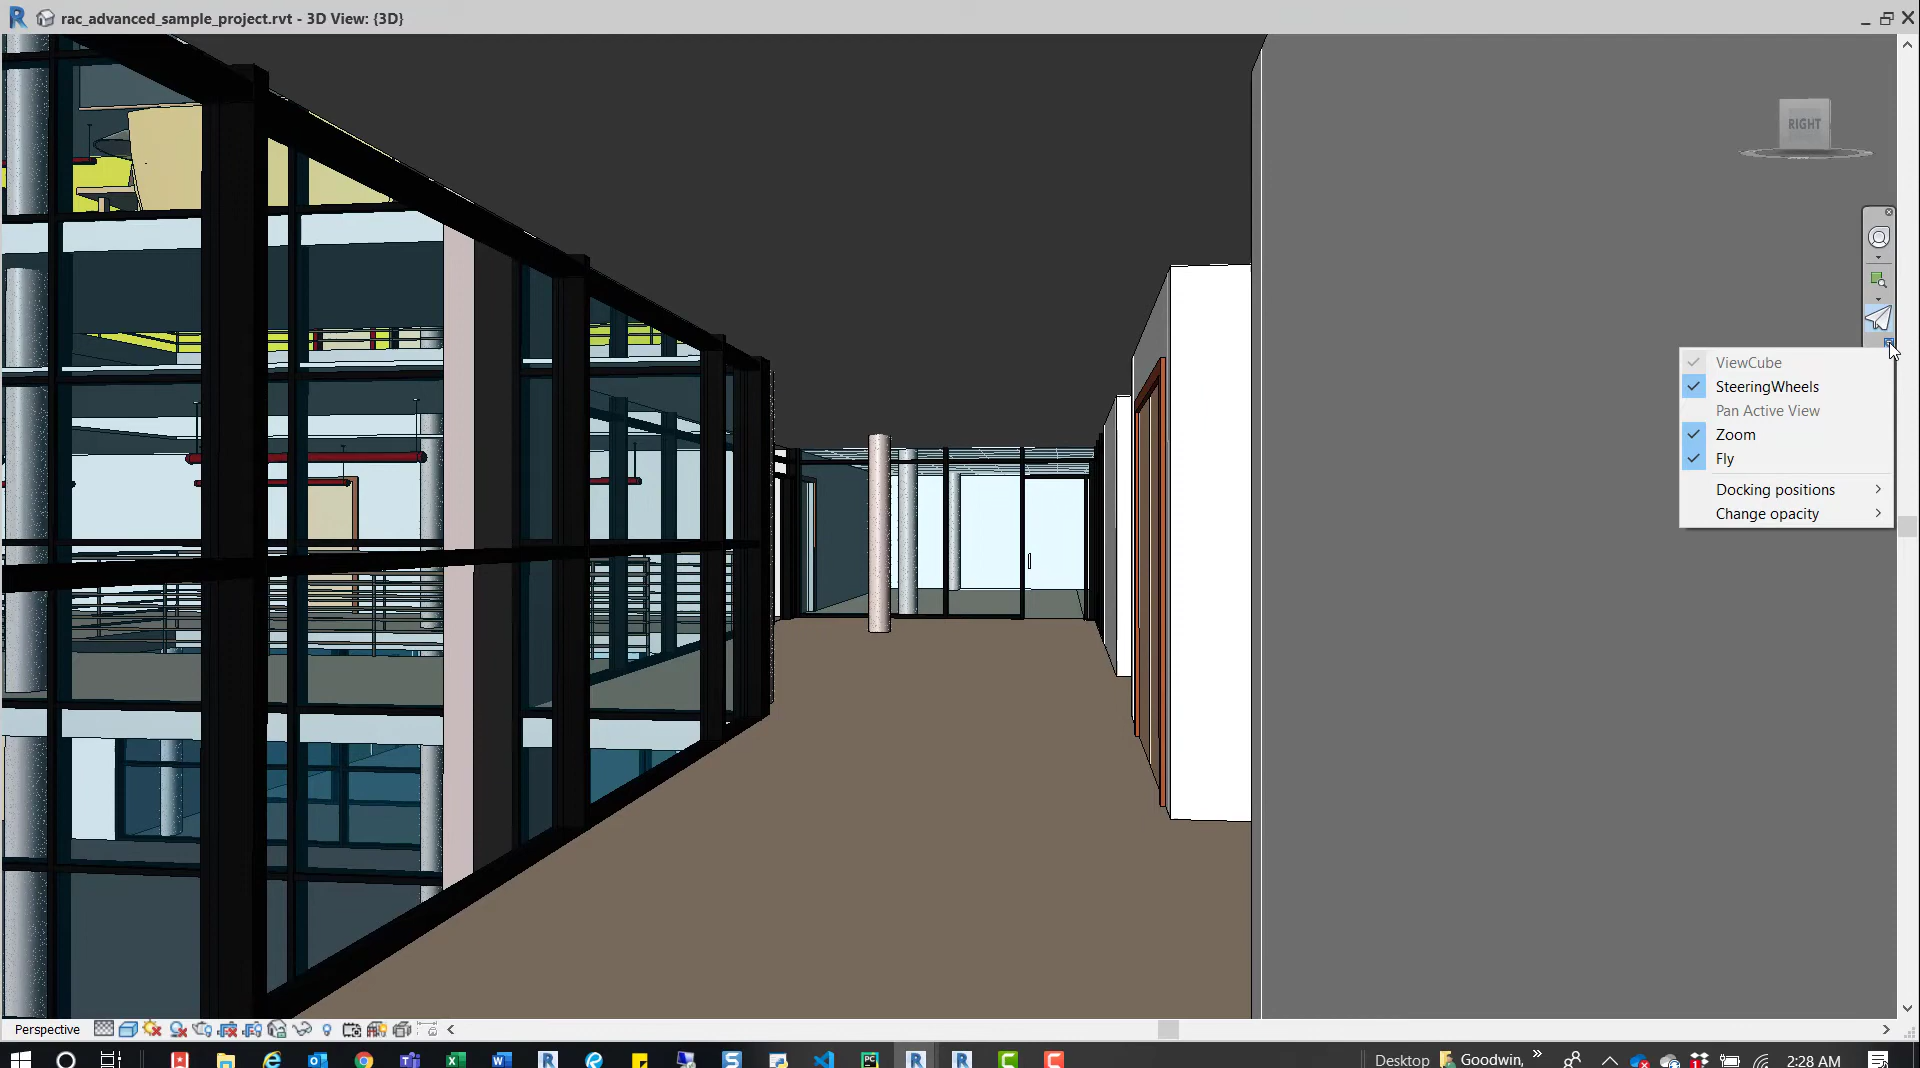 rac_advanced_sample_project.rvt - 3D View: {3D}
RIGHT
ViewCube
SteeringWheels
Pan Active View
Zoom
Fly
Docking positions
Change opacity
Perspective
Desktop
Goodwin,
2:28 AM